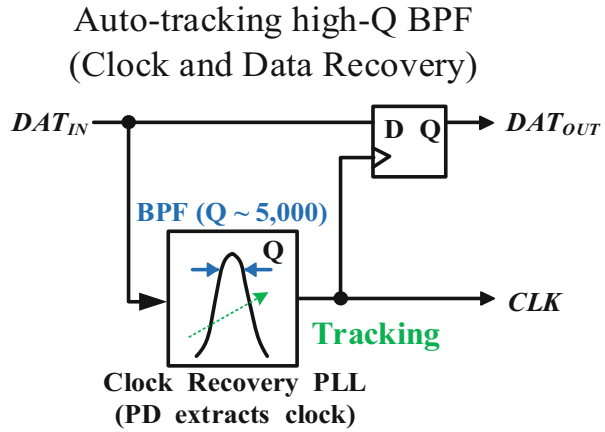 Auto-tracking high-Q BPF
(Clock and Data Recovery)
DAT_IN
D Q
DAT_OUT
BPF (Q ~ 5,000)
Q
CLK
Tracking
Clock Recovery PLL
(PD extracts clock)